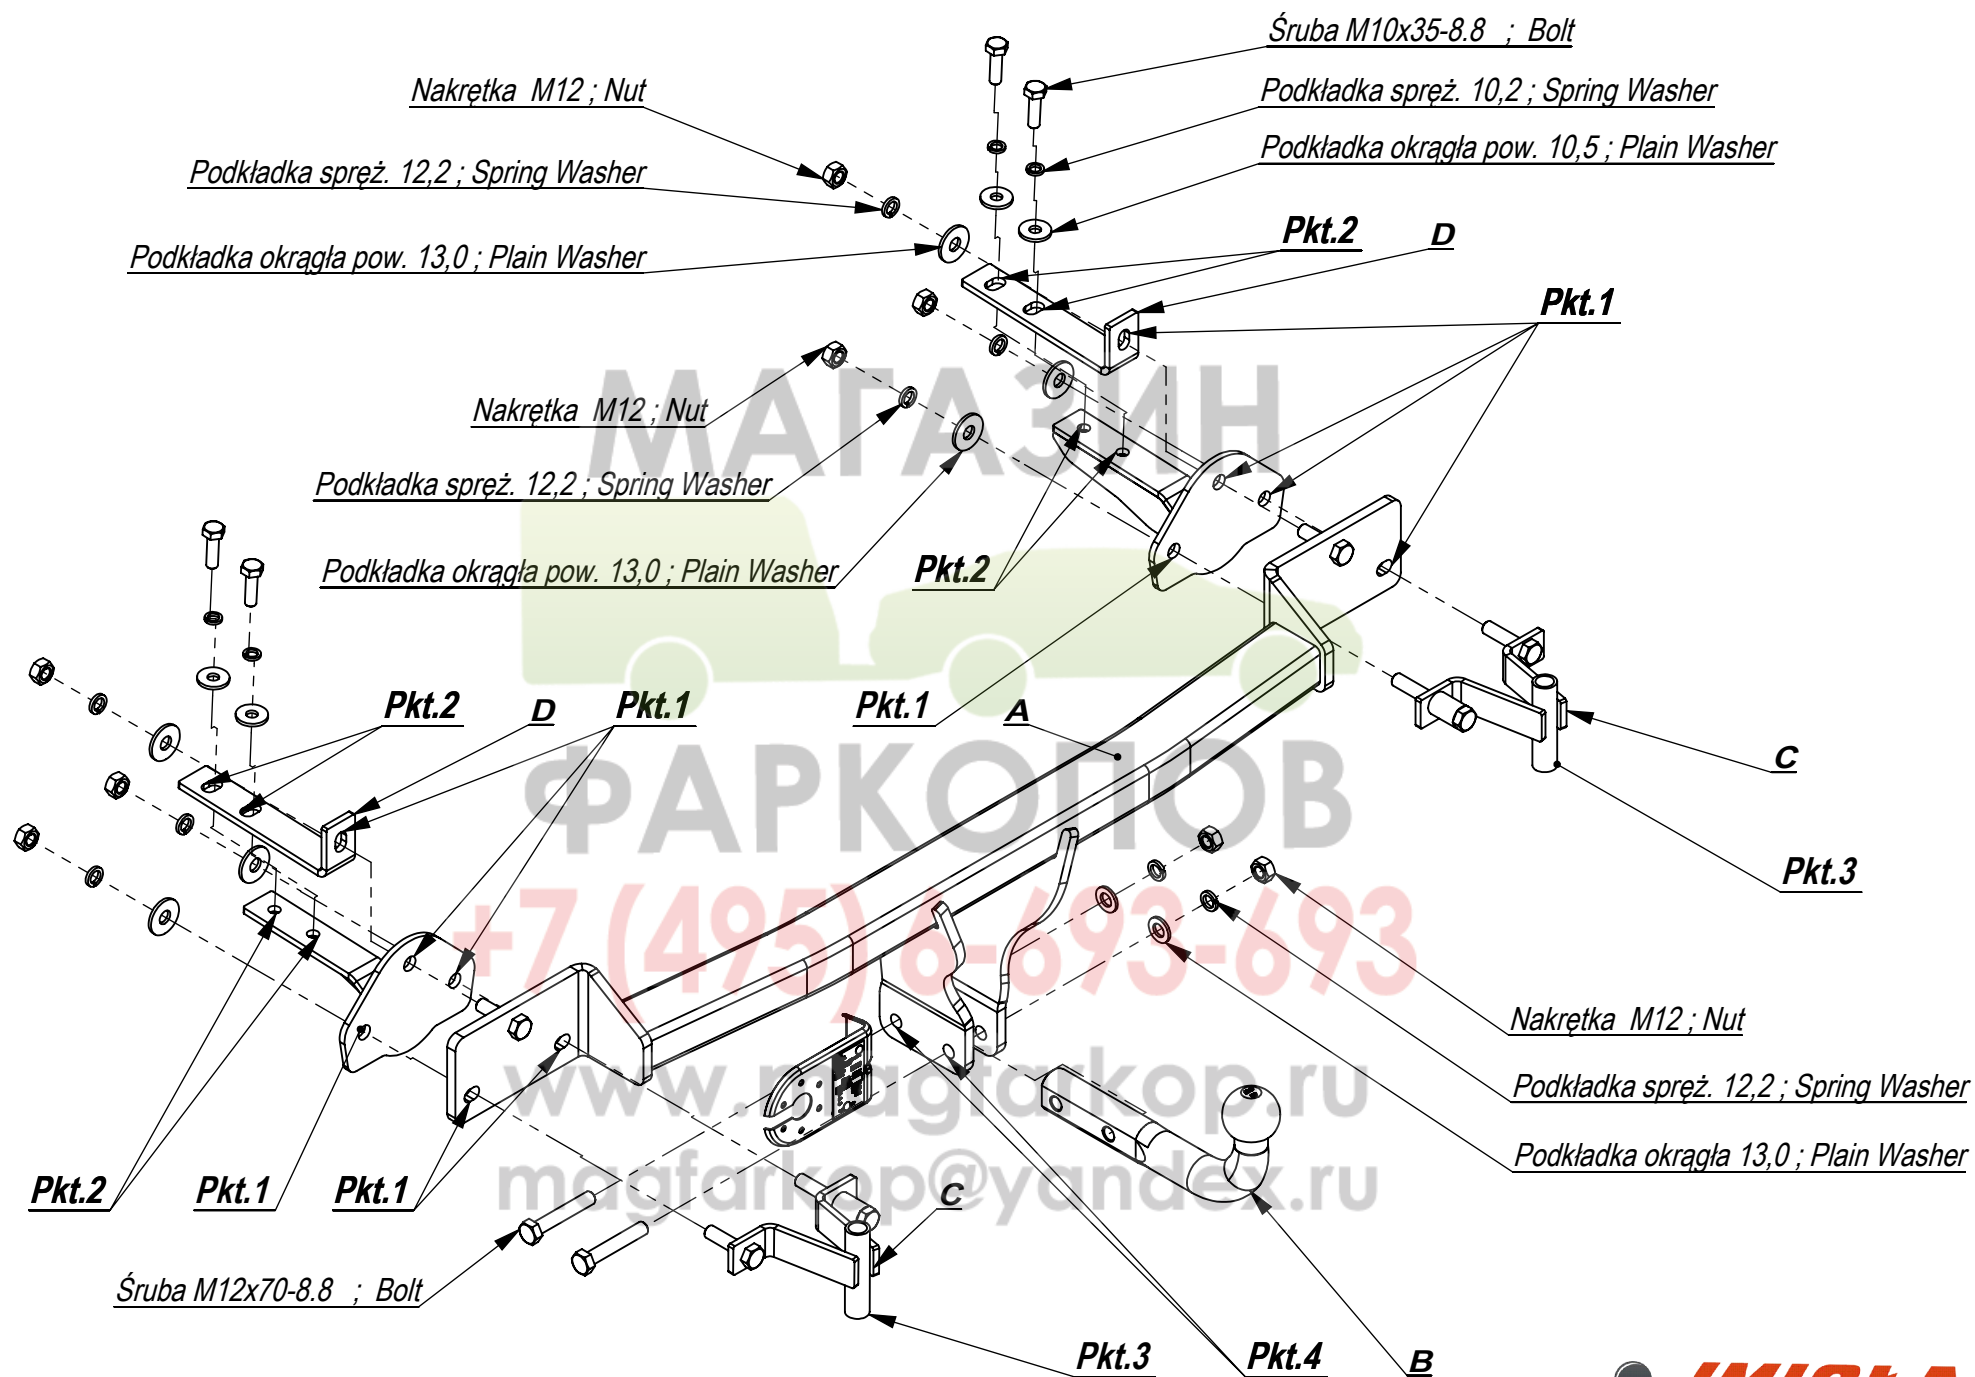 Śruba M10x35-8.8 ; Bolt
Nakrętka M12 ; Nut
Podkładka spręż. 10,2 ; Spring Washer
Podkładka okrągła pow. 10,5 ; Plain Washer
Podkładka spręż. 12,2 ; Spring Washer
Pkt.2
D
Podkładka okrągła pow. 13,0 ; Plain Washer
Pkt.1
МАГАЗИН
Nakrętka M12 ; Nut
Podkładka spręż. 12,2 ; Spring Washer
Podkładka okrągła pow. 13,0 ; Plain Washer
Pkt.2
Pkt.2
D
Pkt.1
Pkt.1
A
C
ФАРКОПОВ
Pkt.3
+7 (495) 6-693-693
Nakrętka M12 ; Nut
www.magfarkop.ru
Podkładka spręż. 12,2 ; Spring Washer
Podkładka okrągła 13,0 ; Plain Washer
magfarkop@yandex.ru
Pkt.2
Pkt.1
Pkt.1
C
Śruba M12x70-8.8 ; Bolt
Pkt.3
Pkt.4
B